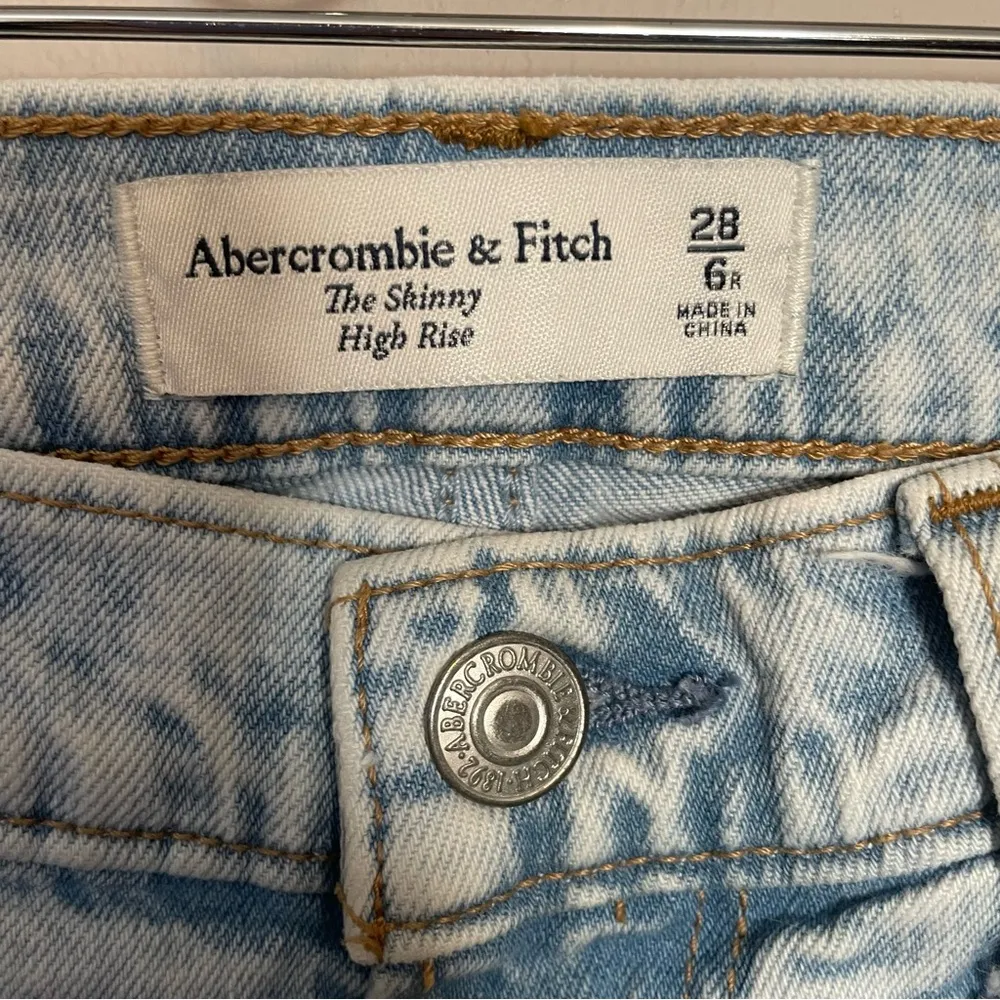 Abercrombie & Fitch
The Skinny
High Rise
28
6R
MADE IN
CHINA
ABERCROMBIE & FITCH · 1892 ·